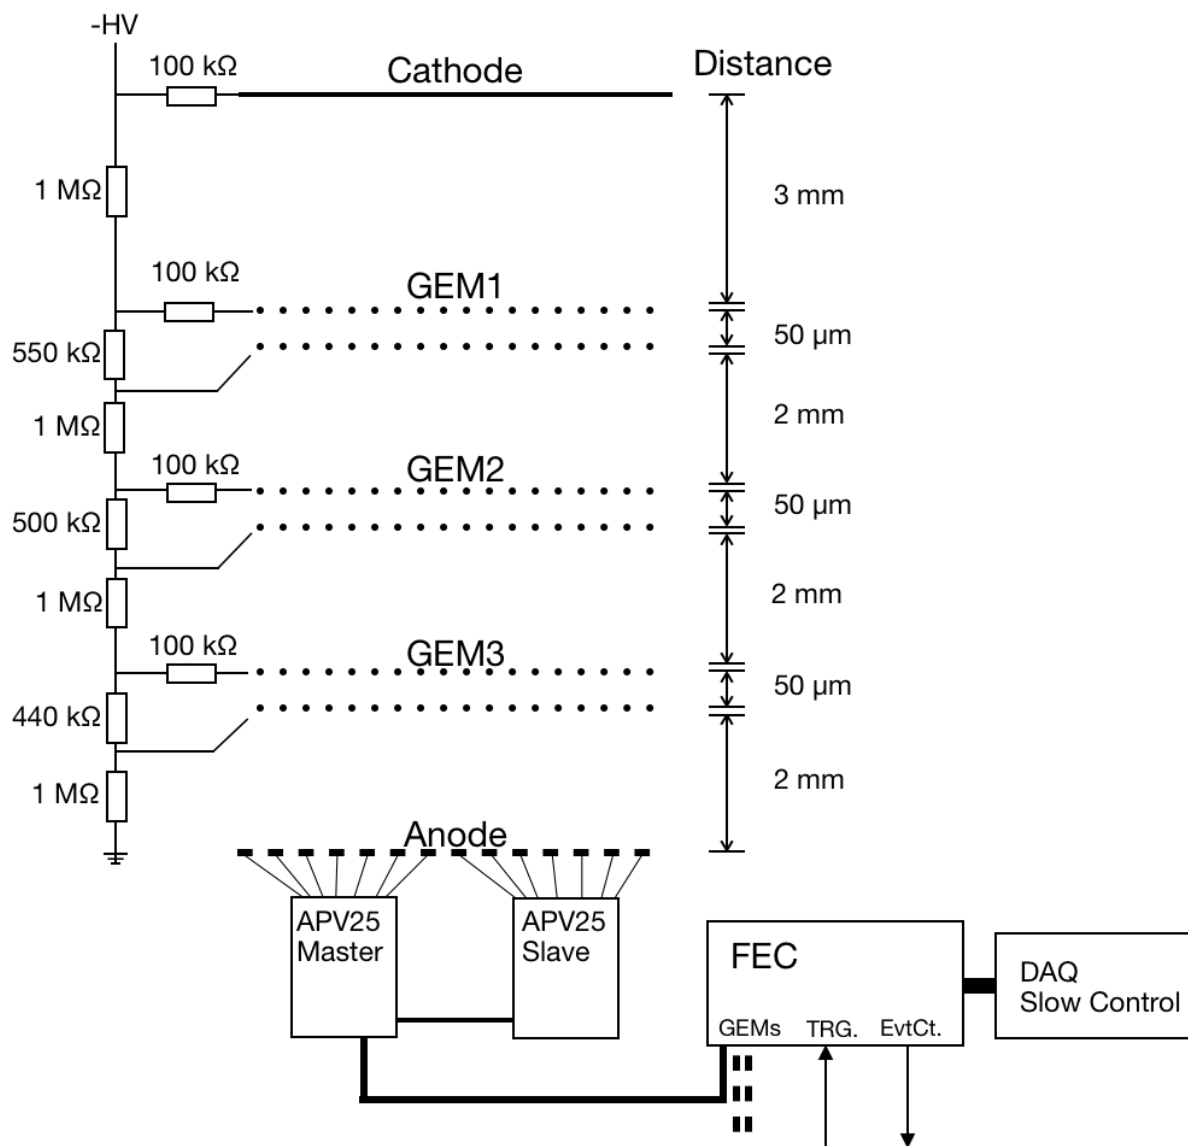 -HV
100 kΩ
Cathode
Distance
1 MΩ
3 mm
100 kΩ
GEM1
550 kΩ
50 μm
1 MΩ
2 mm
100 kΩ
GEM2
500 kΩ
50 μm
1 MΩ
2 mm
100 kΩ
GEM3
440 kΩ
50 μm
1 MΩ
2 mm
Anode
APV25
Master
APV25
Slave
FEC
GEMs TRG. EvtCt.
DAQ
Slow Control